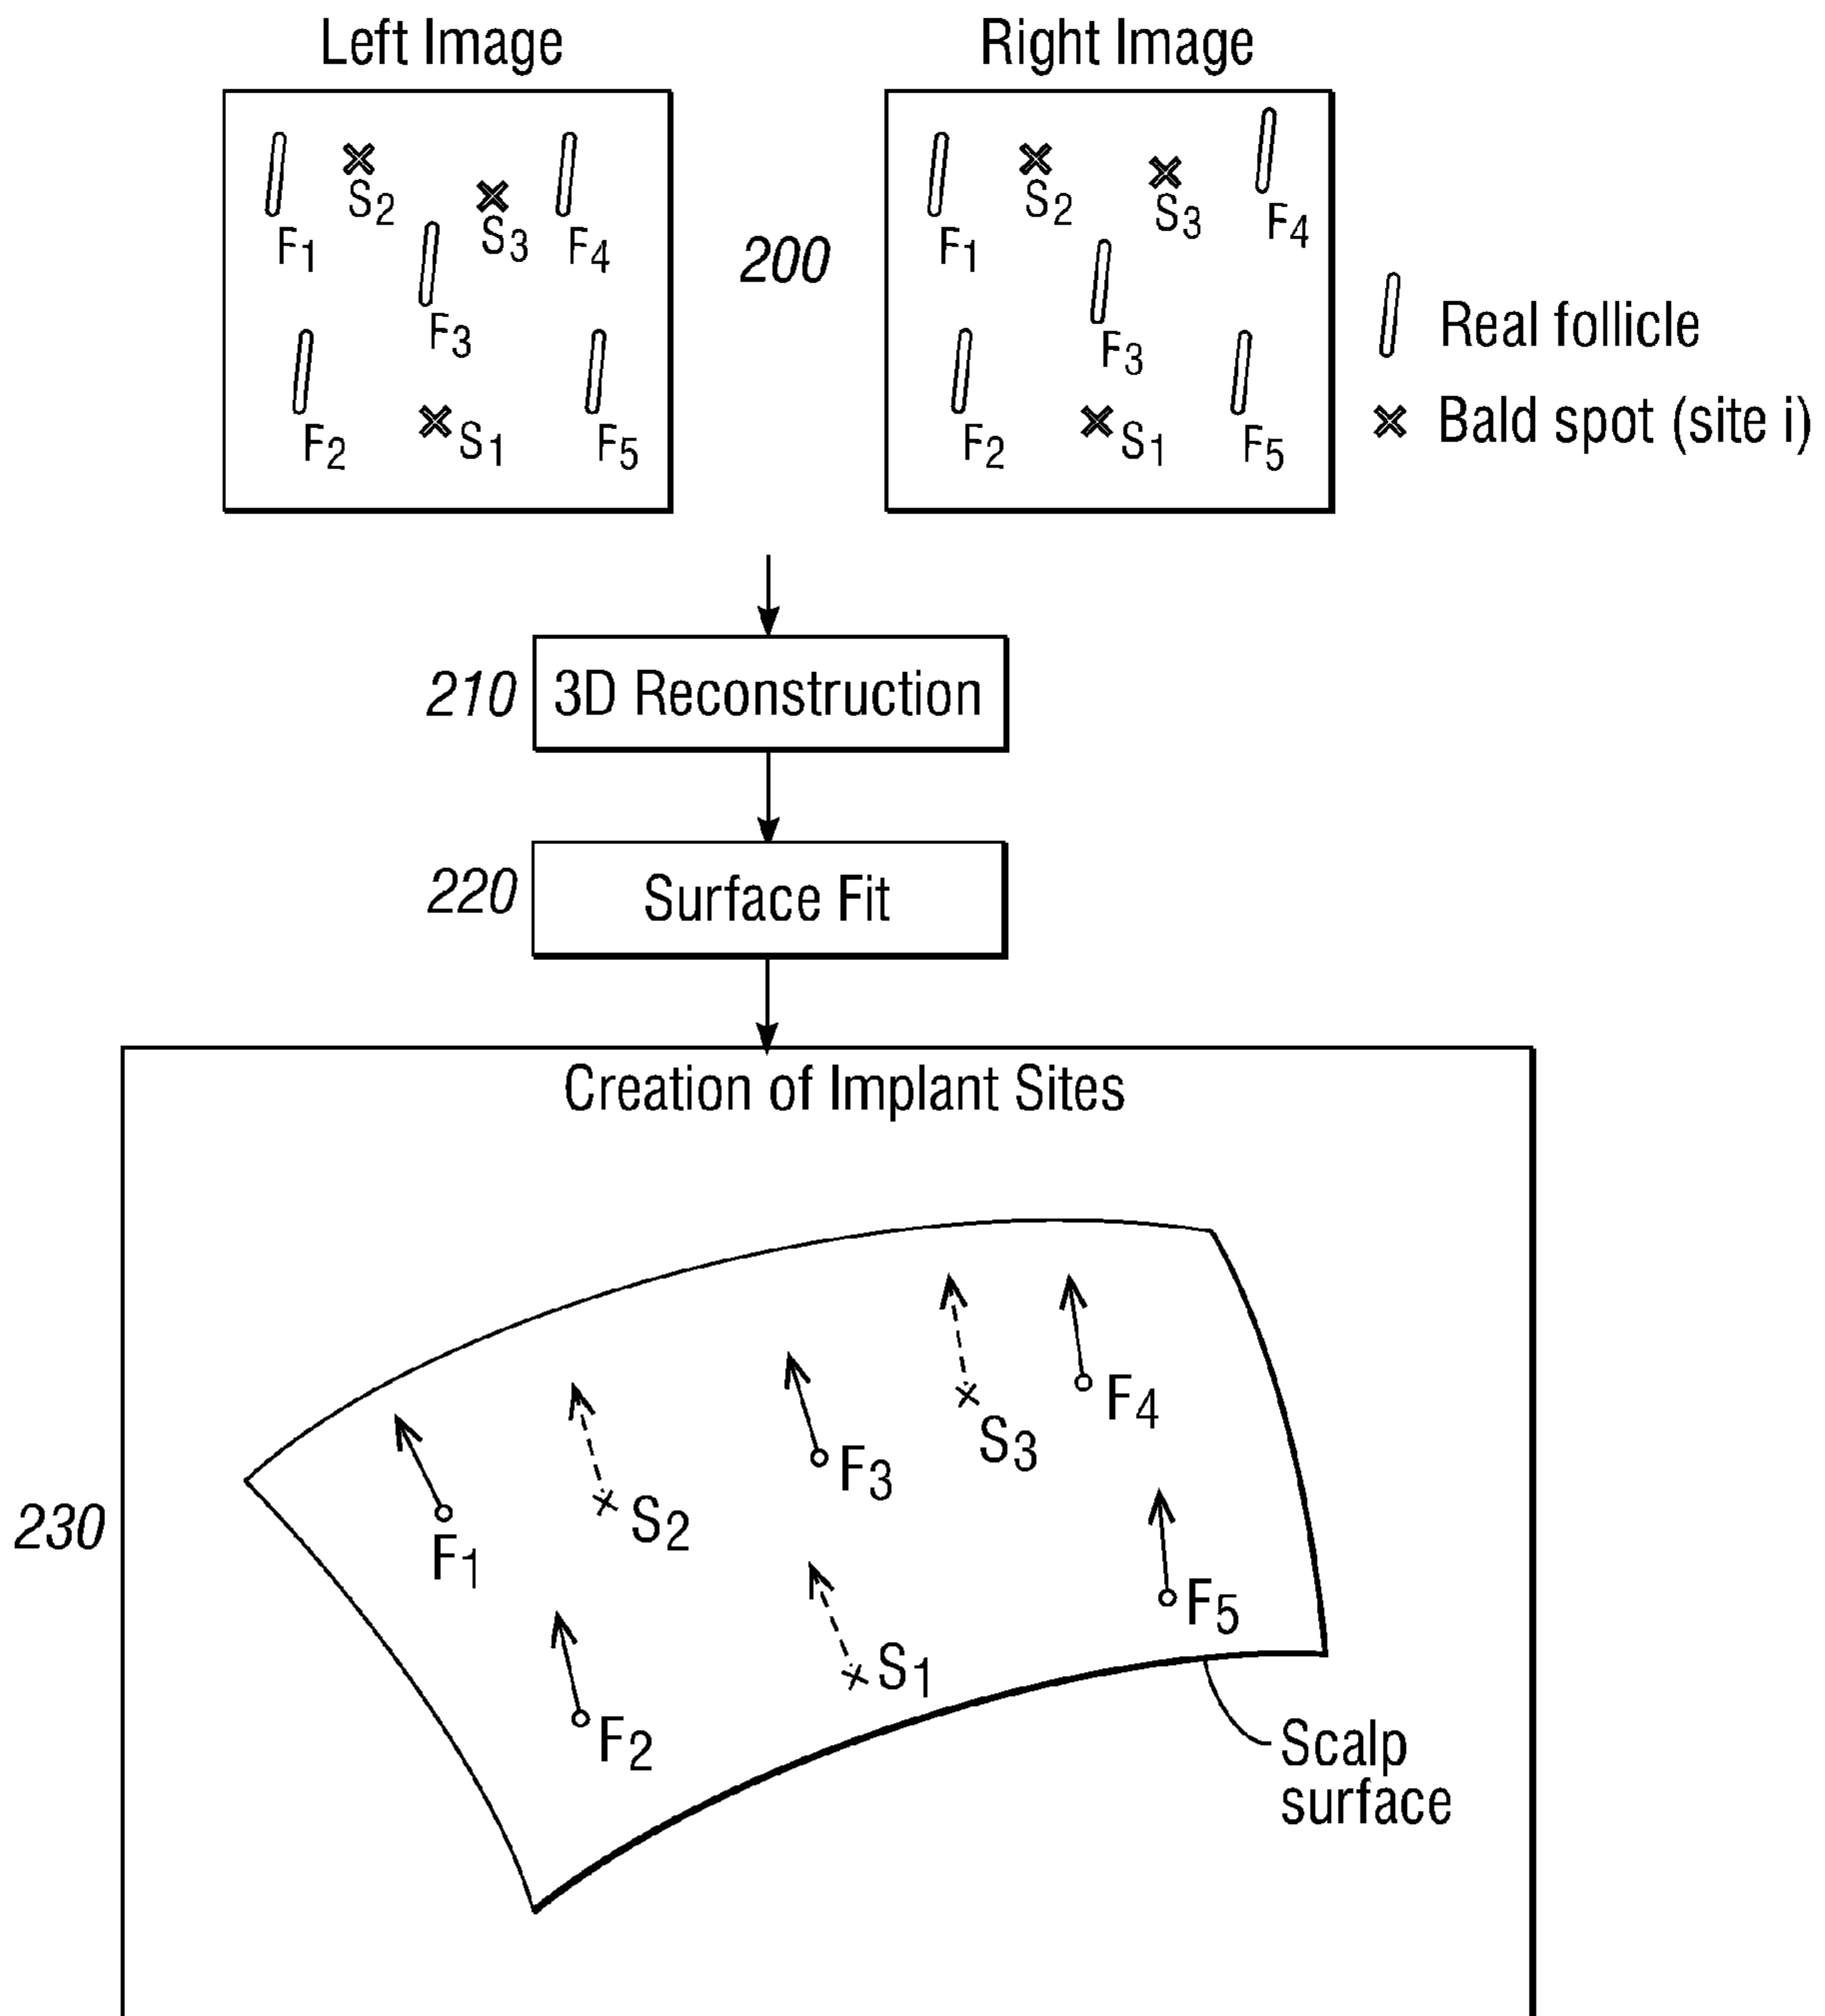 Left Image
Right Image
F1
S2
S3
F4
F3
F2
S1
F5
200
F1
S2
S3
F4
F3
F2
S1
F5
Real follicle
Bald spot (site i)
210
3D Reconstruction
220
Surface Fit
230
Creation of Implant Sites
F1
S2
F3
S3
F4
F5
F2
S1
Scalp
surface